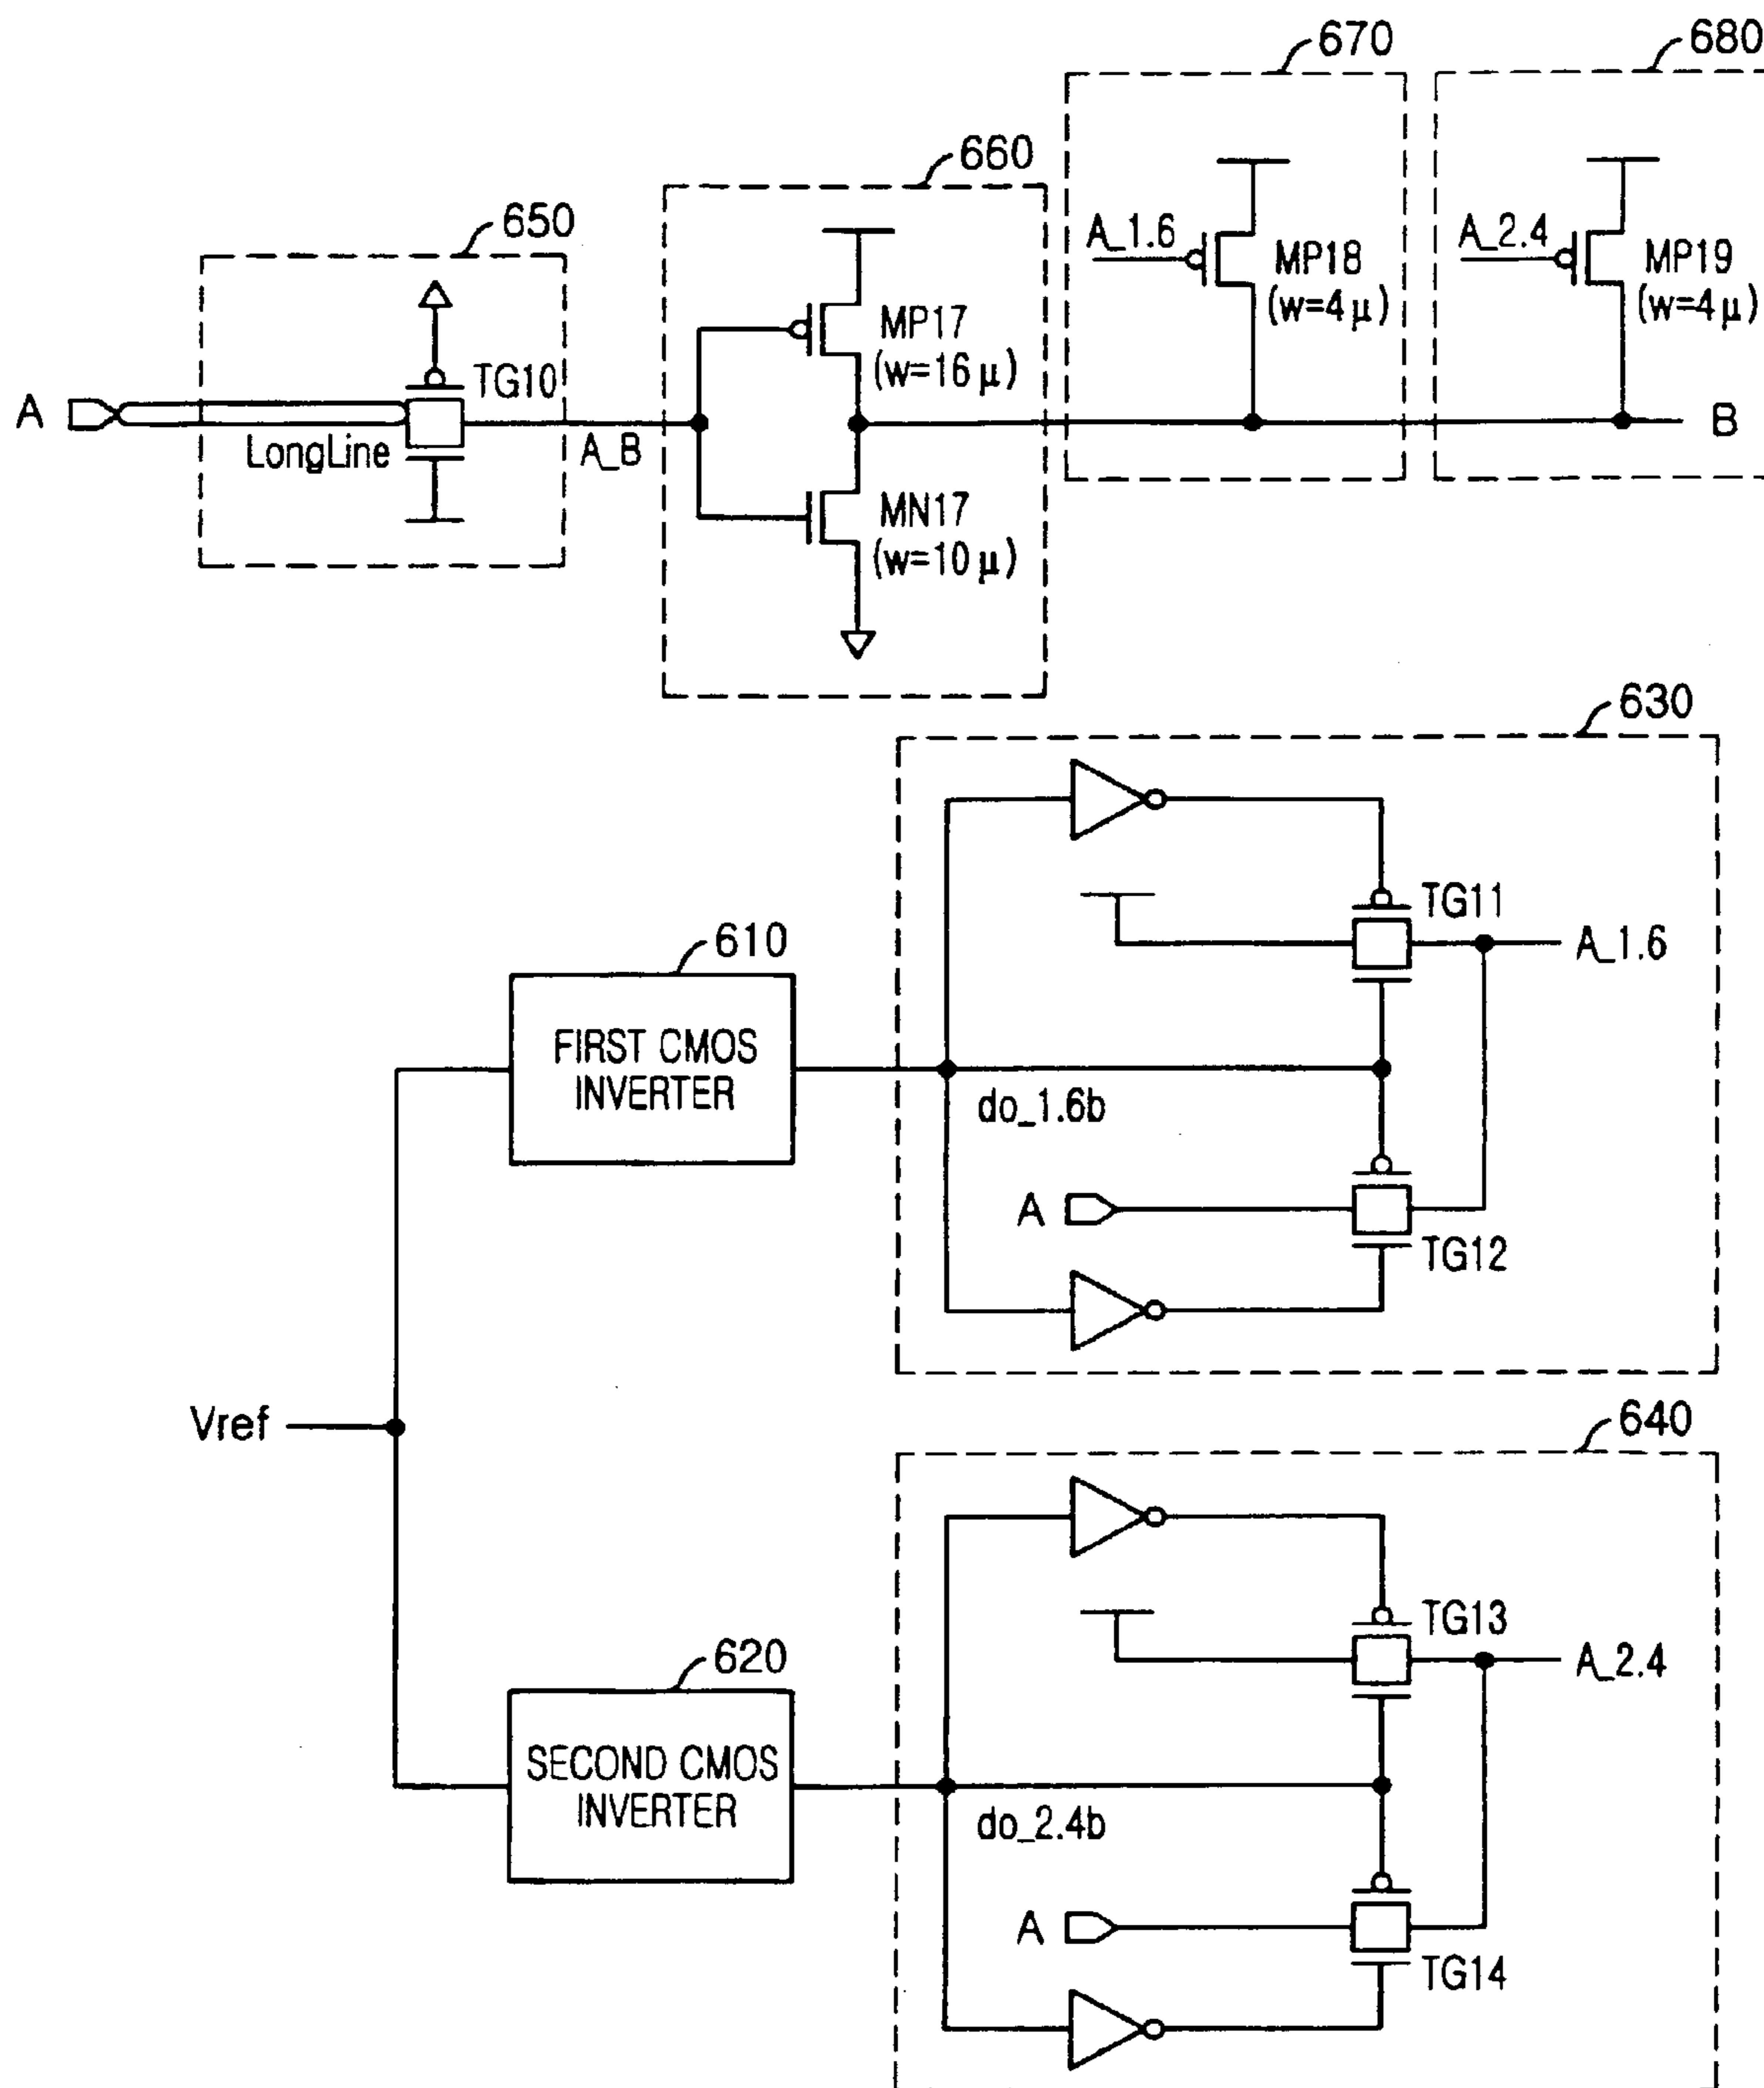 670
680
660
650
A_1.6
MP18
(w=4μ)
A_2.4
MP19
(w=4μ)
MP17
(w=16μ)
TG10
A
LongLine
A_B
B
MN17
(w=10μ)
630
TG11
A_1.6
610
FIRST CMOS
INVERTER
do_1.6b
A
TG12
Vref
640
TG13
A_2.4
620
SECOND CMOS
INVERTER
do_2.4b
A
TG14